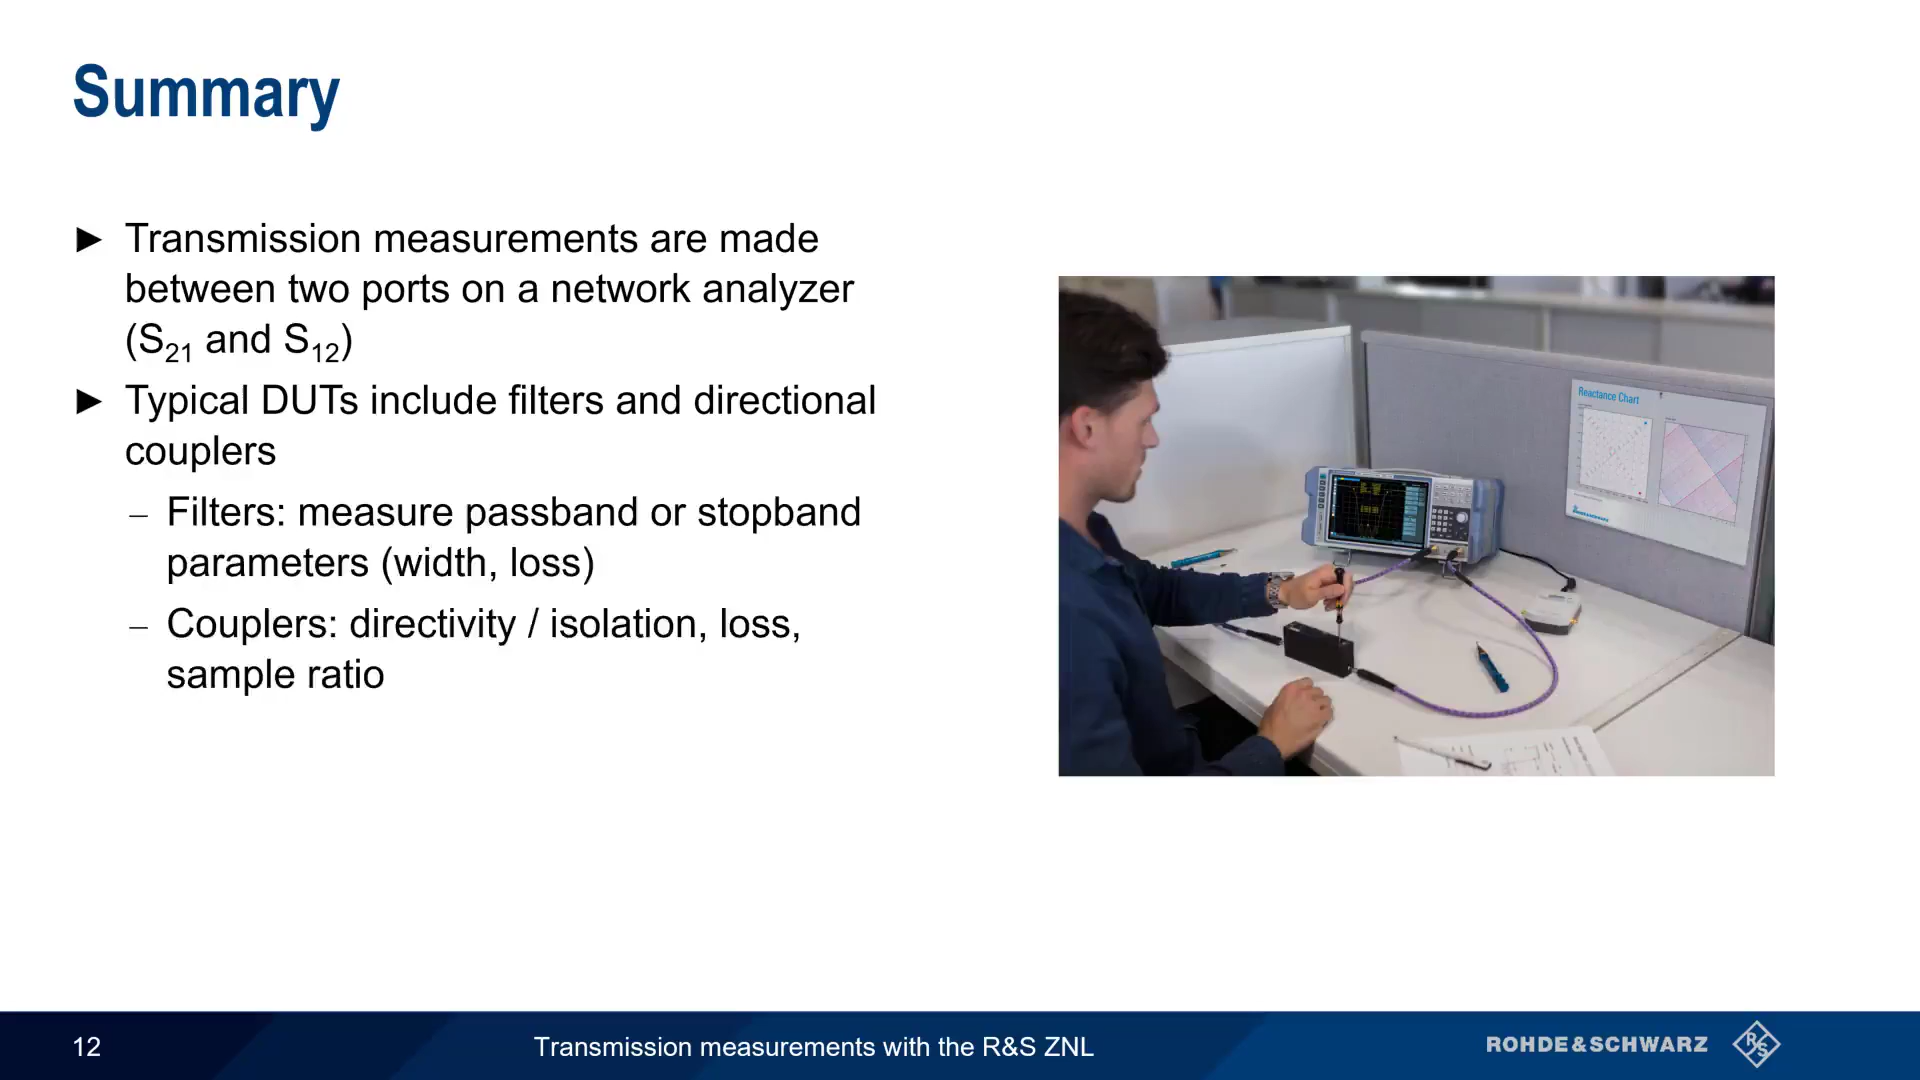 Summary
► Transmission measurements are made
between two ports on a network analyzer
(S21 and S12)
► Typical DUTs include filters and directional
couplers
– Filters: measure passband or stopband
parameters (width, loss)
– Couplers: directivity / isolation, loss,
sample ratio
Reactance Chart
ROHDE&SCHWARZ
12
Transmission measurements with the R&S ZNL
ROHDE&SCHWARZ
R&S